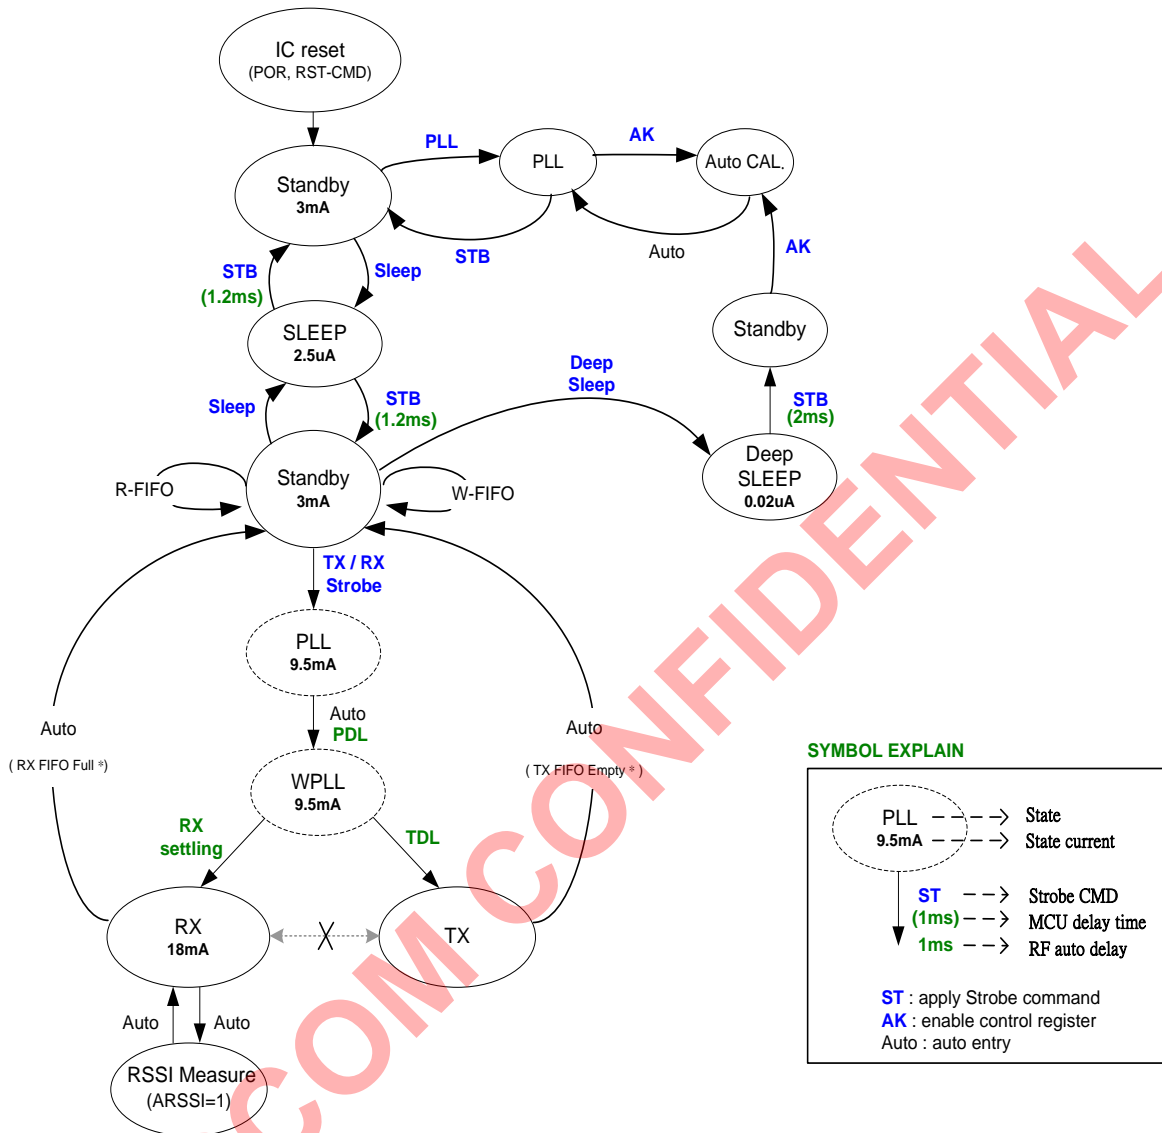 IC reset
(POR, RST-CMD)
PLL
AK
PLL
Auto CAL.
Standby
3mA
STB
Auto
AK
STB
(1.2ms)
Sleep
SLEEP
2.5uA
Standby
Deep
Sleep
Sleep
STB
(1.2ms)
STB
(2ms)
Deep
SLEEP
0.02uA
Standby
3mA
R-FIFO
W-FIFO
TX / RX
Strobe
PLL
9.5mA
Auto
PDL
Auto
( RX FIFO Full *)
Auto
( TX FIFO Empty * )
WPLL
9.5mA
RX
settling
TDL
RX
18mA
TX
Auto
Auto
RSSI Measure
(ARSSI=1)
SYMBOL EXPLAIN
PLL
9.5mA
State
State current
ST
Strobe CMD
(1ms)
MCU delay time
1ms
RF auto delay
ST : apply Strobe command
AK : enable control register
Auto : auto entry
COM CONFIDENTIAL